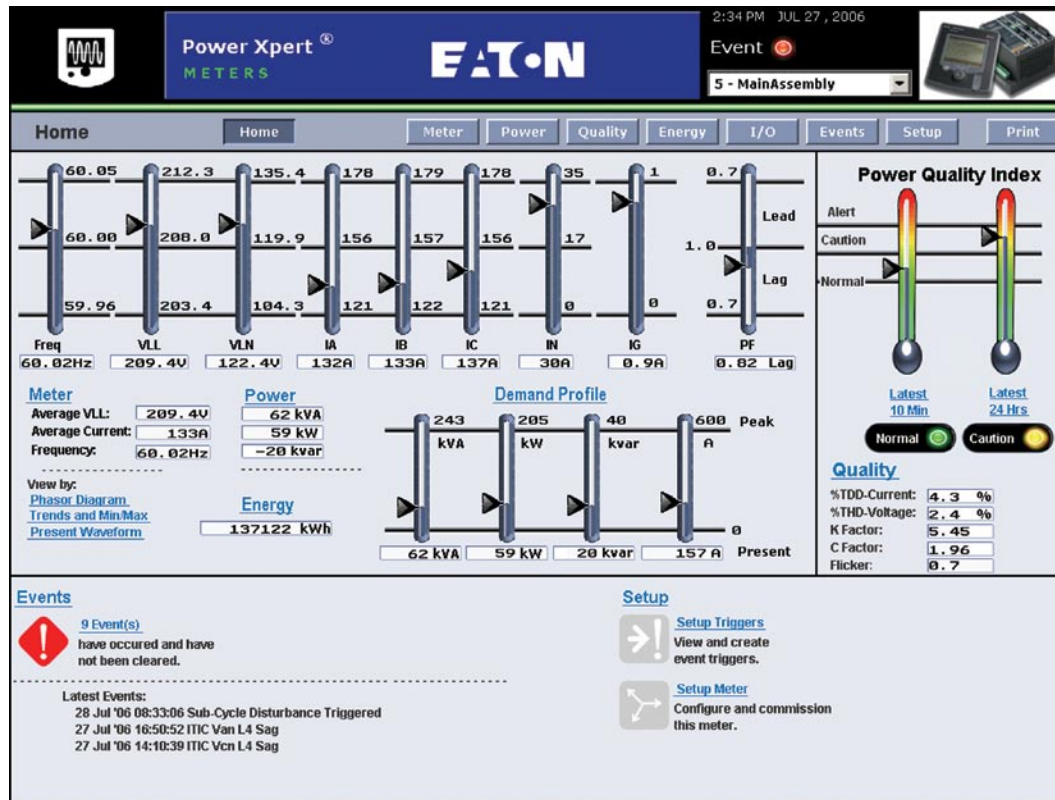 2:34 PM JUL 27 , 2006
Power Xpert ®
METERS
EATON
Event
5 - MainAssembly
Home
Home
Meter
Power
Quality
Energy
I/O
Events
Setup
Print
60.05 212.3 135.4 178 179 178 35 1 0.7
Lead
60.00 208.0 119.9 156 157 156 17 1.0
Lag
59.96 203.4 104.3 121 122 121 0 0 0.7
Freq VLL VLN IA IB IC IN IG PF
60.02Hz 209.4V 122.4V 132A 133A 137A 30A 0.9A 0.82 Lag
Power Quality Index
Alert
Caution
Normal
Latest
10 Min
Latest
24 Hrs
Normal
Caution
Meter
Average VLL: 209.4V
Average Current: 133A
Frequency: 60.02Hz
View by:
Phasor Diagram
Trends and Min/Max
Present Waveform
Power
62 kVA
59 kW
-20 kvar
Energy
137122 kWh
Demand Profile
243 205 40 600 Peak
kVA kW kvar A
0
62 kVA 59 kW 20 kvar 157 A Present
Quality
%TDD-Current: 4.3 %
%THD-Voltage: 2.4 %
K Factor: 5.45
C Factor: 1.96
Flicker: 0.7
Events
9 Event(s)
have occured and have
not been cleared.
Latest Events:
28 Jul '06 08:33:06 Sub-Cycle Disturbance Triggered
27 Jul '06 16:50:52 ITIC Van L4 Sag
27 Jul '06 14:10:39 ITIC Vcn L4 Sag
Setup
Setup Triggers
View and create
event triggers.
Setup Meter
Configure and commission
this meter.